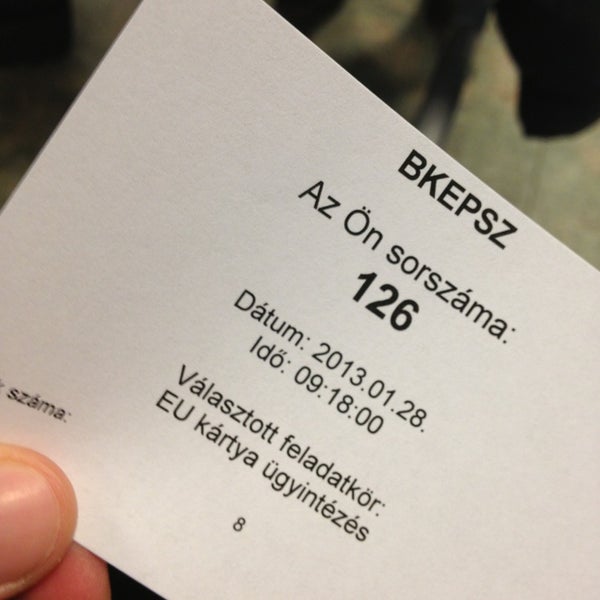 BKEPSZ
Az Ön sorszáma:
126
Dátum: 2013.01.28.
Idő: 09:18:00
Választott feladatkör:
EU kártya ügyintézés
száma:
8